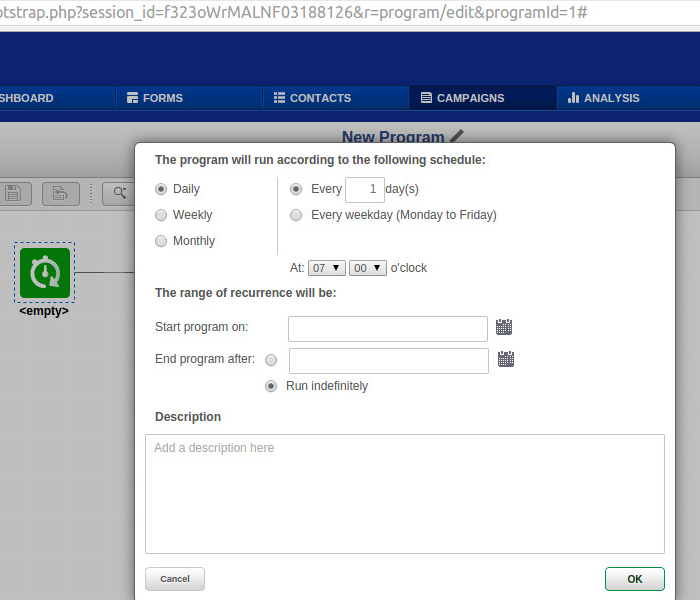 otstrap.php?session_id=f323oWrMALNF03188126&r=program/edit&programId=1#
SHBOARD FORMS CONTACTS CAMPAIGNS ANALYSIS
New Program
The program will run according to the following schedule:
Daily Every 1 day(s)
Weekly Every weekday (Monday to Friday)
Monthly
At: 07 00 o'clock
<empty>
The range of recurrence will be:
Start program on:
End program after:
Run indefinitely
Description
Add a description here
Cancel OK